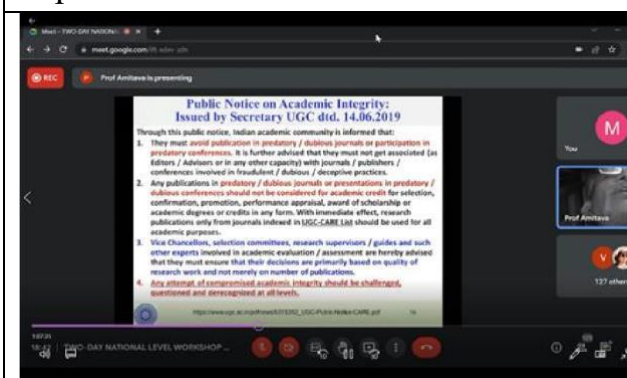 Meet - TWO-DAY NATIONAL
meet.google.com/
REC
Prof Amitava is presenting
Public Notice on Academic Integrity:
Issued by Secretary UGC dtd. 14.06.2019
Through this public notice, Indian academic community is informed that:
1. They must avoid publication in predatory / dubious journals or participation in
predatory conferences. It is further advised that they must not get associated (as
Editors / Advisors or in any other capacity) with journals / publishers /
conferences involved in fraudulent / dubious / deceptive practices.
2. Any publications in predatory / dubious journals or presentations in predatory /
dubious conferences should not be considered for academic credit for selection,
confirmation, promotion, performance appraisal, award of scholarship or
academic degrees or credits in any form. With immediate effect, research
publications only from journals indexed in UGC-CARE List should be used for all
academic purposes.
3. Vice Chancellors, selection committees, research supervisors / guides and such
other experts involved in academic evaluation / assessment are hereby advised
that they must ensure that their decisions are primarily based on quality of
research work and not merely on number of publications.
4. Any attempt of compromised academic integrity should be challenged,
questioned and derecognized at all levels.
M
You
Prof Amitava
V
127 others
1:07:21
TWO-DAY NATIONAL LEVEL WORKSHOP ...